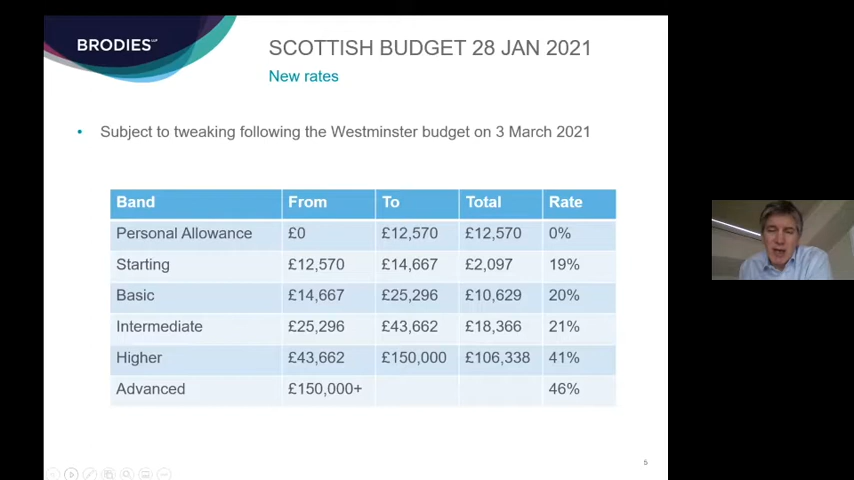 BRODIES LLP
SCOTTISH BUDGET 28 JAN 2021
New rates
• Subject to tweaking following the Westminster budget on 3 March 2021
Band From To Total Rate
Personal Allowance £0 £12,570 £12,570 0%
Starting £12,570 £14,667 £2,097 19%
Basic £14,667 £25,296 £10,629 20%
Intermediate £25,296 £43,662 £18,366 21%
Higher £43,662 £150,000 £106,338 41%
Advanced £150,000+ 46%
5